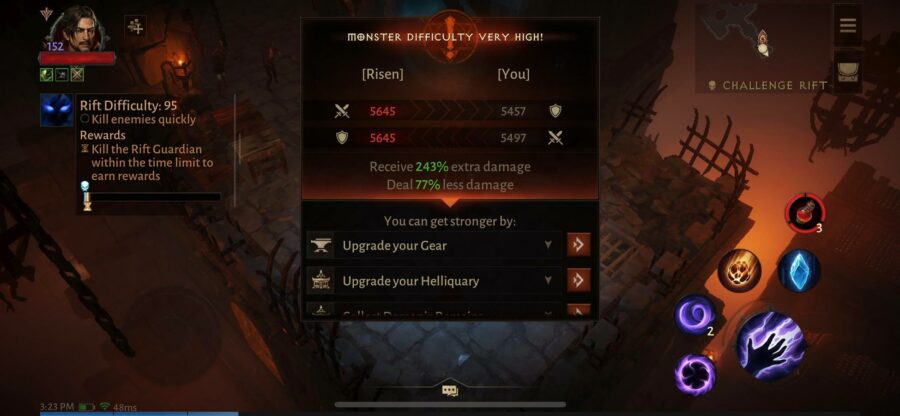 152
Rift Difficulty: 95
Kill enemies quickly
Rewards
Kill the Rift Guardian
within the time limit to
earn rewards
MONSTER DIFFICULTY VERY HIGH!
[Risen] [You]
5645 5457
5645 5497
Receive 243% extra damage
Deal 77% less damage
You can get stronger by:
Upgrade your Gear
Upgrade your Helliquary
CHALLENGE RIFT
3
2
3:23 PM 48ms